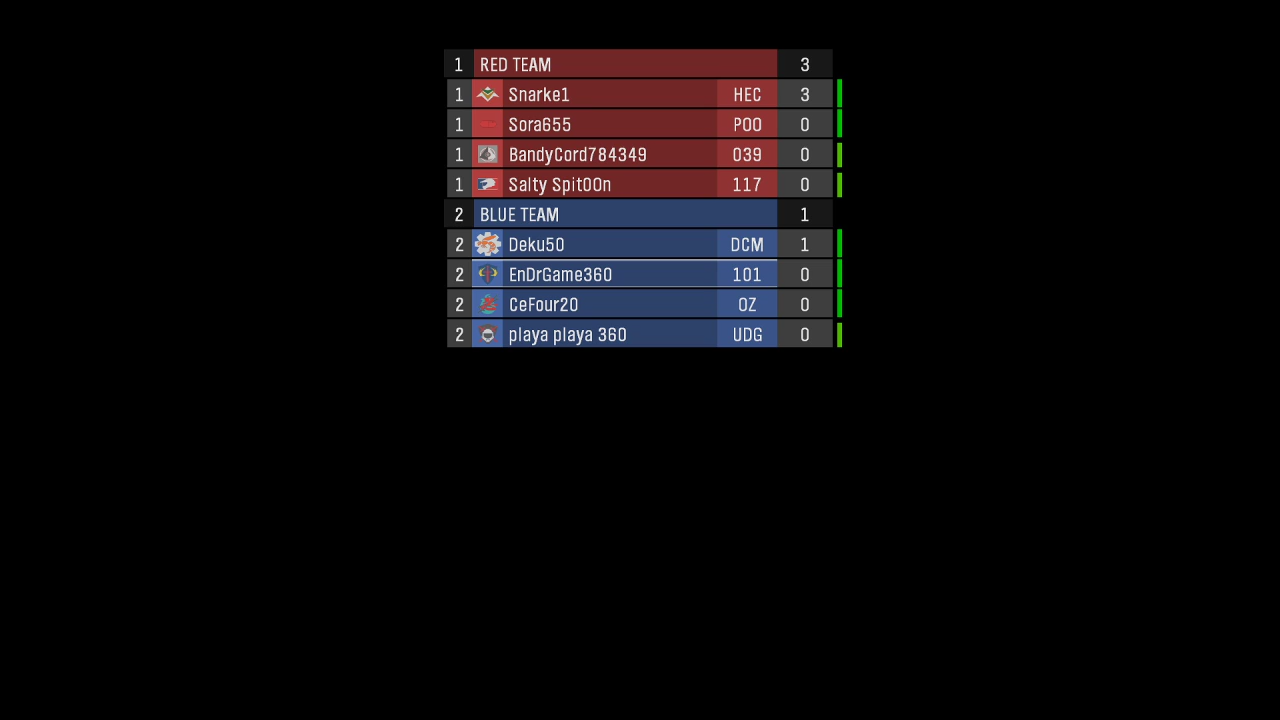 1 RED TEAM 3
1 Snarke1 HEC 3
1 Sora655 POO 0
1 BandyCord784349 039 0
1 Salty Spit00n 117 0
2 BLUE TEAM 1
2 Deku50 DCM 1
2 EnDrGame360 101 0
2 CeFour20 OZ 0
2 playa playa 360 UDG 0